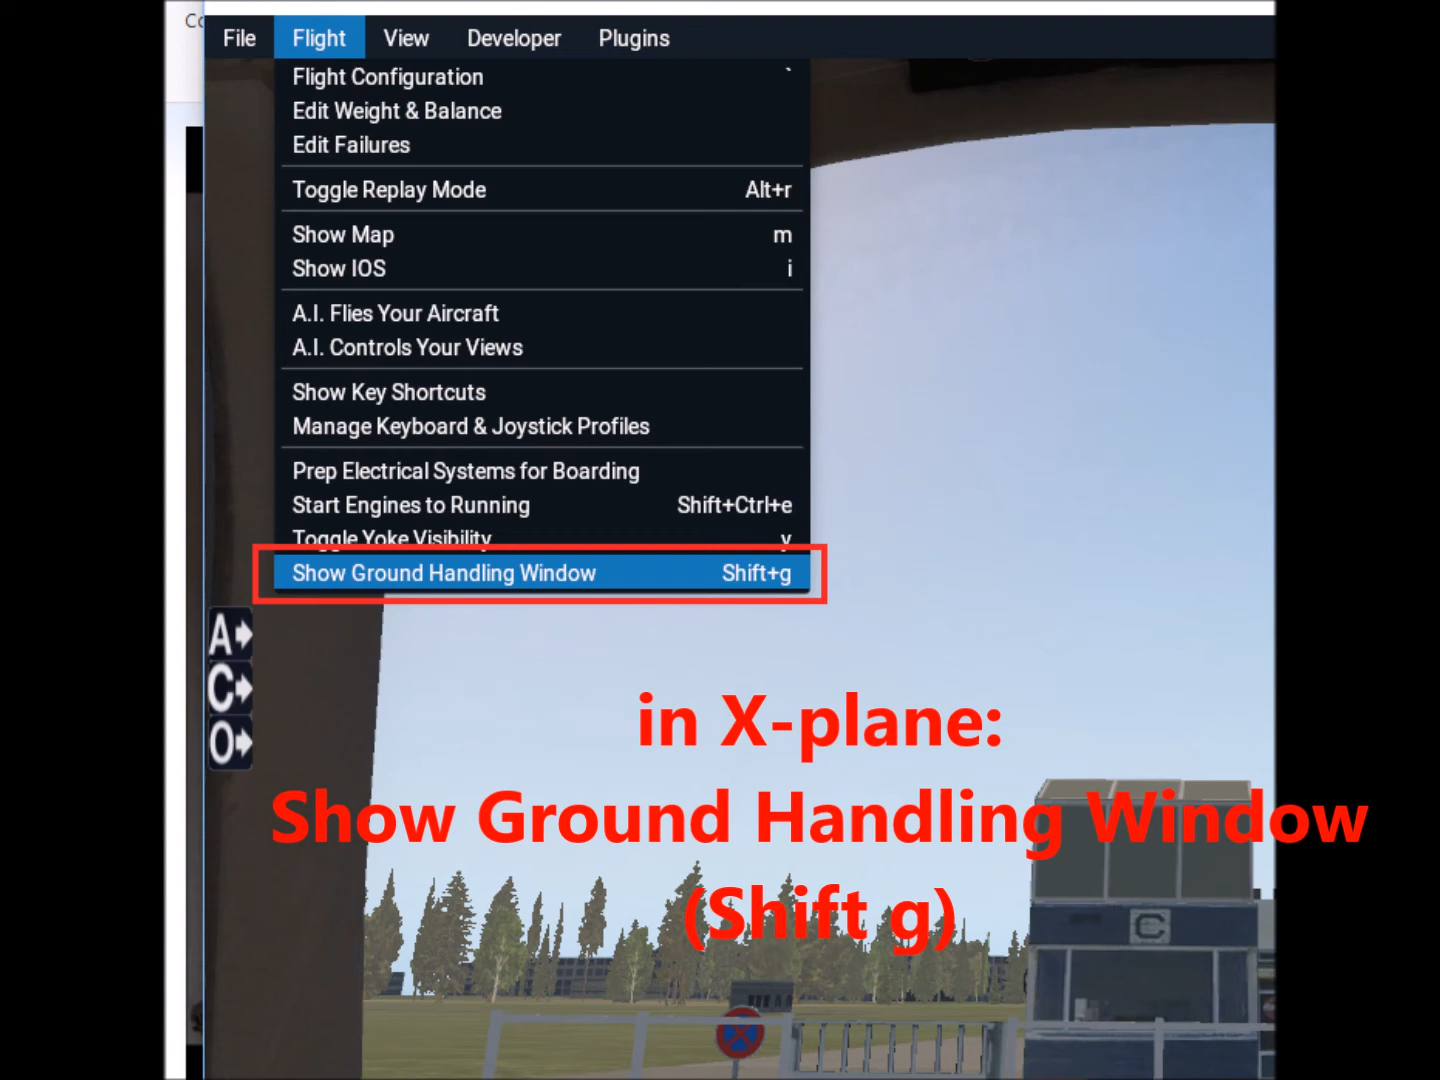 Co
File Flight View Developer Plugins
Flight Configuration `
Edit Weight & Balance
Edit Failures
Toggle Replay Mode Alt+r
Show Map m
Show IOS i
A.I. Flies Your Aircraft
A.I. Controls Your Views
Show Key Shortcuts
Manage Keyboard & Joystick Profiles
Prep Electrical Systems for Boarding
Start Engines to Running Shift+Ctrl+e
Toggle Yoke Visibility y
Show Ground Handling Window Shift+g
A
C
O
in X-plane:
Show Ground Handling Window
(Shift g)
C